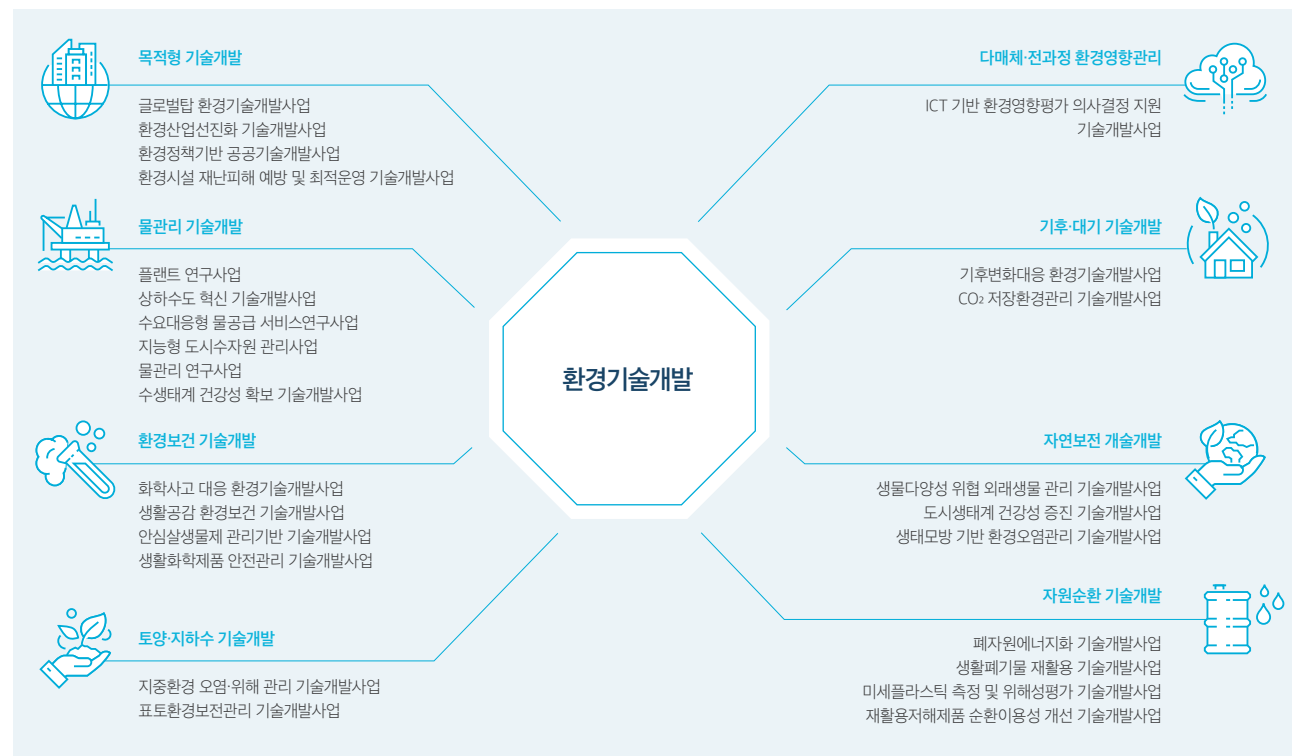 목적형 기술개발
글로벌탑 환경기술개발사업
환경산업선진화 기술개발사업
환경정책기반 공공기술개발사업
환경시설 재난피해 예방 및 최적운영 기술개발사업
물관리 기술개발
플랜트 연구사업
상하수도 혁신 기술개발사업
수요대응형 물공급 서비스연구사업
지능형 도시수자원 관리사업
물관리 연구사업
수생태계 건강성 확보 기술개발사업
환경보건 기술개발
화학사고 대응 환경기술개발사업
생활공감 환경보건 기술개발사업
안심살생물제 관리기반 기술개발사업
생활화학제품 안전관리 기술개발사업
토양·지하수 기술개발
지중환경 오염·위해 관리 기술개발사업
표토환경보전관리 기술개발사업
환경기술개발
다매체·전과정 환경영향관리
ICT 기반 환경영향평가 의사결정 지원
기술개발사업
기후·대기 기술개발
기후변화대응 환경기술개발사업
CO₂ 저장환경관리 기술개발사업
자연보전 개술개발
생물다양성 위협 외래생물 관리 기술개발사업
도시생태계 건강성 증진 기술개발사업
생태모방 기반 환경오염관리 기술개발사업
자원순환 기술개발
폐자원에너지화 기술개발사업
생활폐기물 재활용 기술개발사업
미세플라스틱 측정 및 위해성평가 기술개발사업
재활용저해제품 순환이용성 개선 기술개발사업